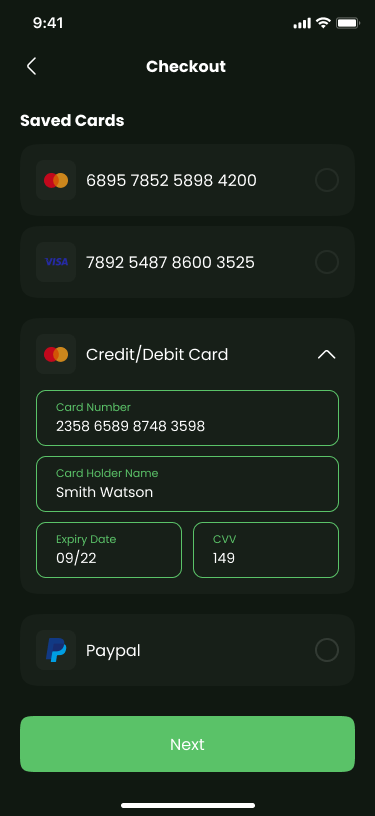 9:41
Checkout
Saved Cards
6895 7852 5898 4200
VISA
7892 5487 8600 3525
Credit/Debit Card
Card Number
2358 6589 8748 3598
Card Holder Name
Smith Watson
Expiry Date
09/22
CVV
149
Paypal
Next